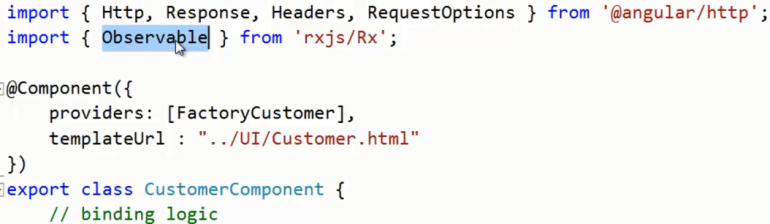 import { Http, Response, Headers, RequestOptions } from '@angular/http';
import { Observable } from 'rxjs/Rx';
@Component({
    providers: [FactoryCustomer],
    templateUrl : "../UI/Customer.html"
})
export class CustomerComponent {
    // binding logic